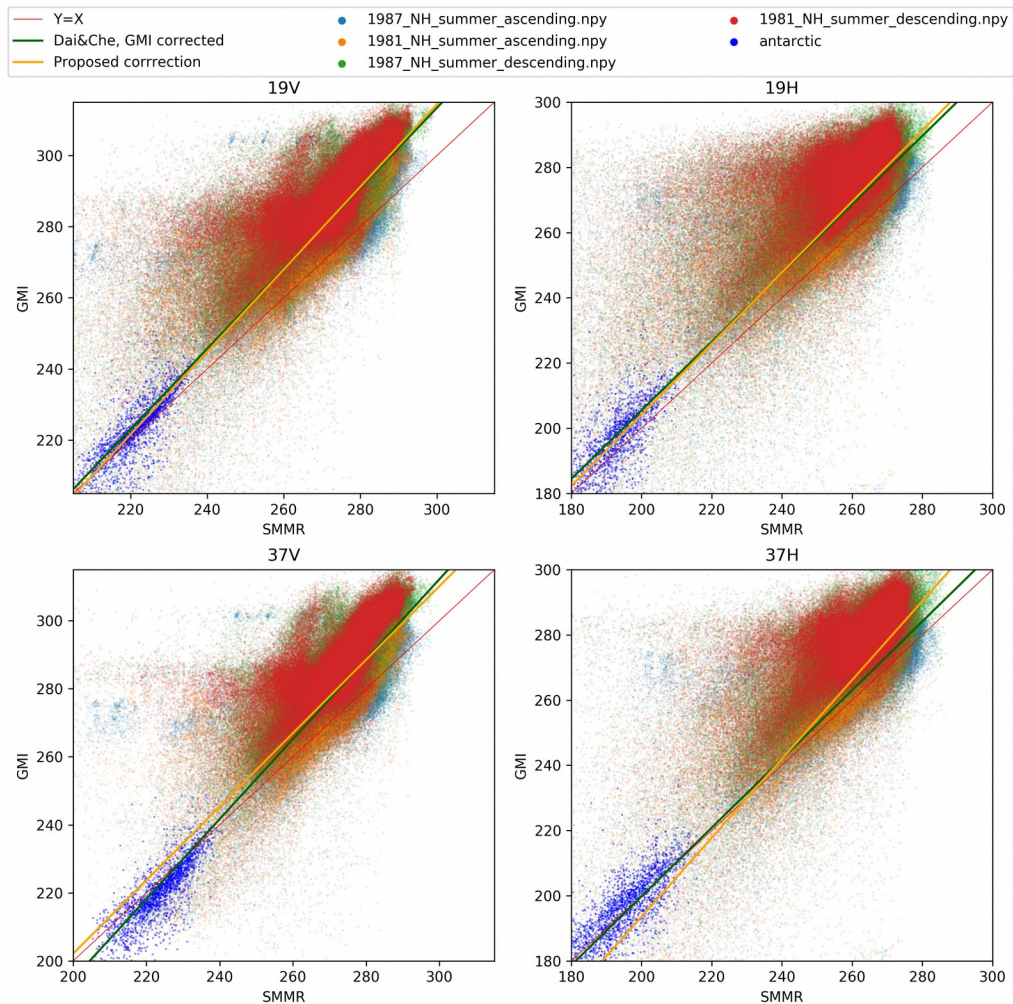 Y=X
Dai&Che, GMI corrected
Proposed corrrection
1987_NH_summer_ascending.npy
1981_NH_summer_ascending.npy
1987_NH_summer_descending.npy
1981_NH_summer_descending.npy
antarctic
19V
300
280
260
240
220
GMI
220 240 260 280 300
SMMR
19H
300
280
260
240
220
200
180
GMI
180 200 220 240 260 280 300
SMMR
37V
300
280
260
240
220
200
GMI
200 220 240 260 280 300
SMMR
37H
300
280
260
240
220
200
180
GMI
180 200 220 240 260 280 300
SMMR